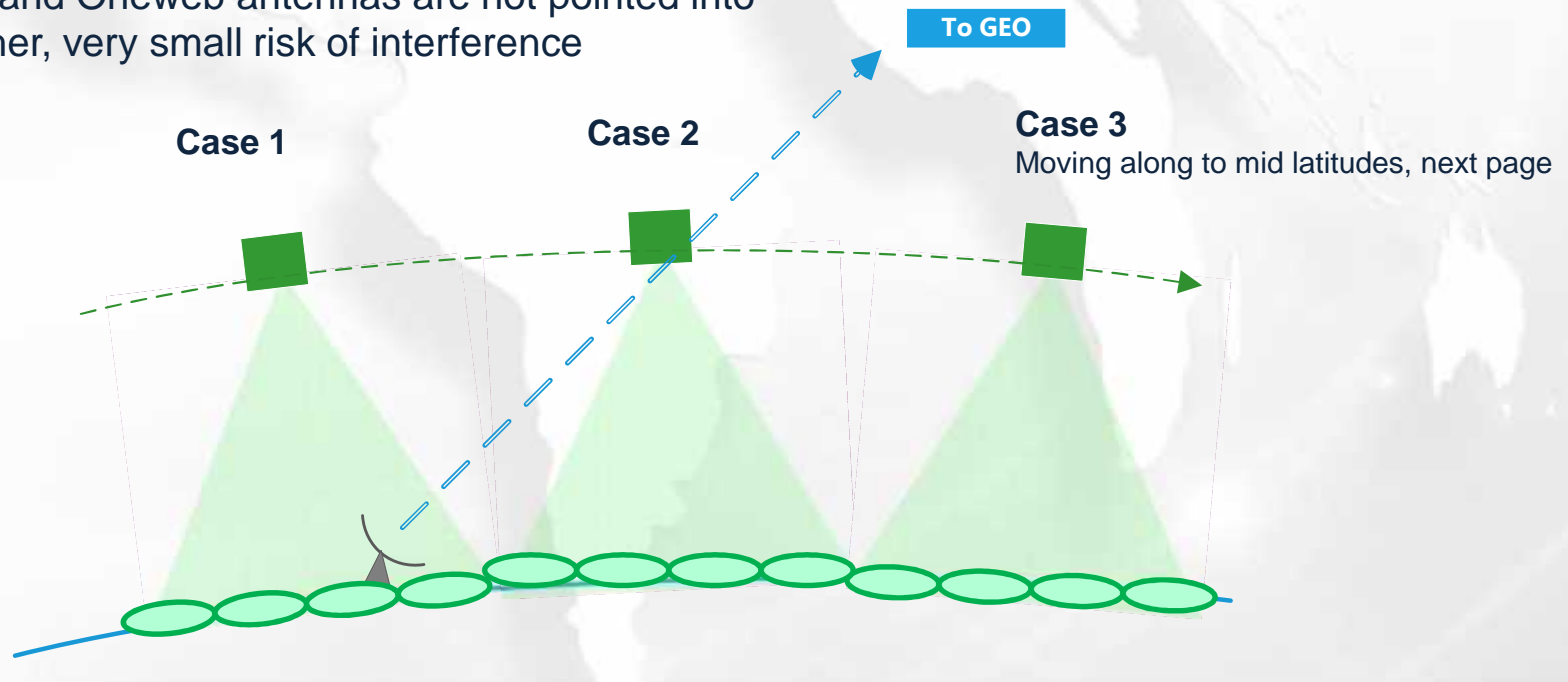 and Oneweb antennas are not pointed into
very small risk of interference
To GEO
Case 1
Case 2
Case 3
Moving along to mid latitudes, next page